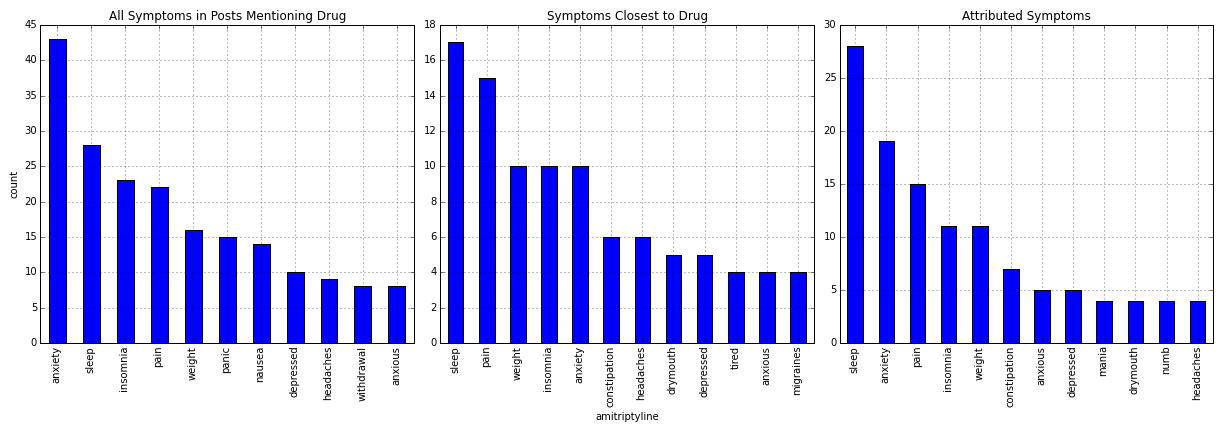 All Symptoms in Posts Mentioning Drug
45
40
35
30
25
20
15
10
5
0
count
anxiety
sleep
insomnia
pain
weight
panic
nausea
depressed
headaches
withdrawal
anxious
Symptoms Closest to Drug
18
16
14
12
10
8
6
4
2
0
sleep
pain
weight
insomnia
anxiety
constipation
headaches
drymouth
depressed
tired
anxious
migraines
amitriptyline
Attributed Symptoms
30
25
20
15
10
5
0
sleep
anxiety
pain
insomnia
weight
constipation
anxious
depressed
mania
drymouth
numb
headaches